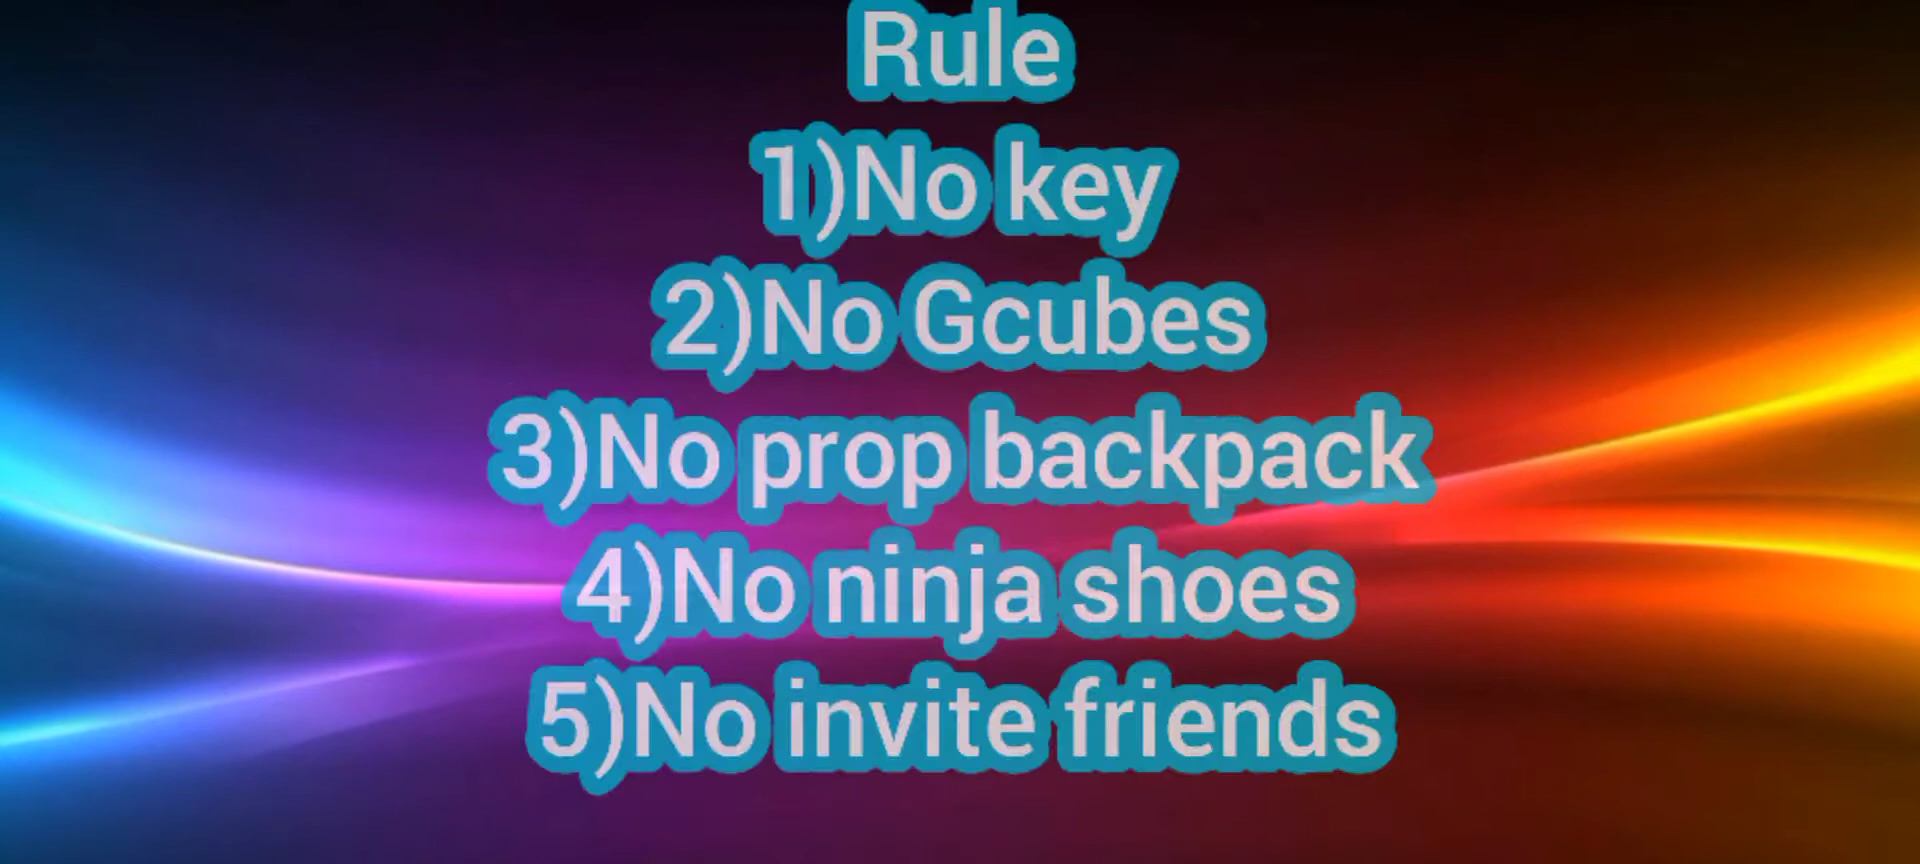 Rule
1)No key
2)No Gcubes
3)No prop backpack
4)No ninja shoes
5)No invite friends